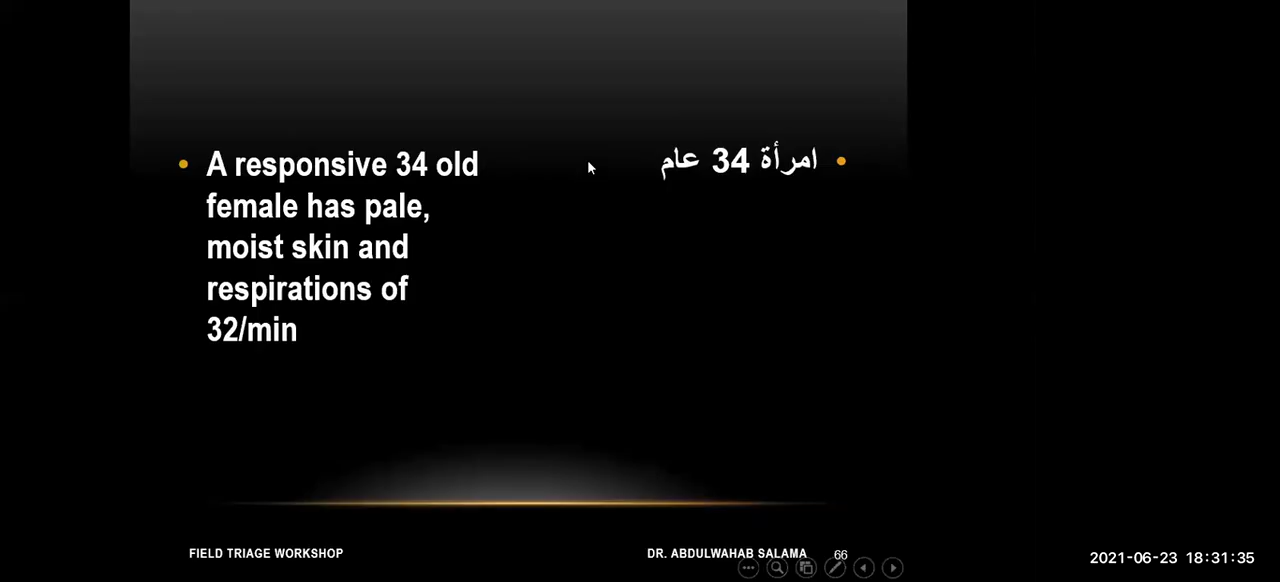 A responsive 34 old
female has pale,
moist skin and
respirations of
32/min
امرأة 34 عام
FIELD TRIAGE WORKSHOP
DR. ABDULWAHAB SALAMA
66
2021-06-23 18:31:35